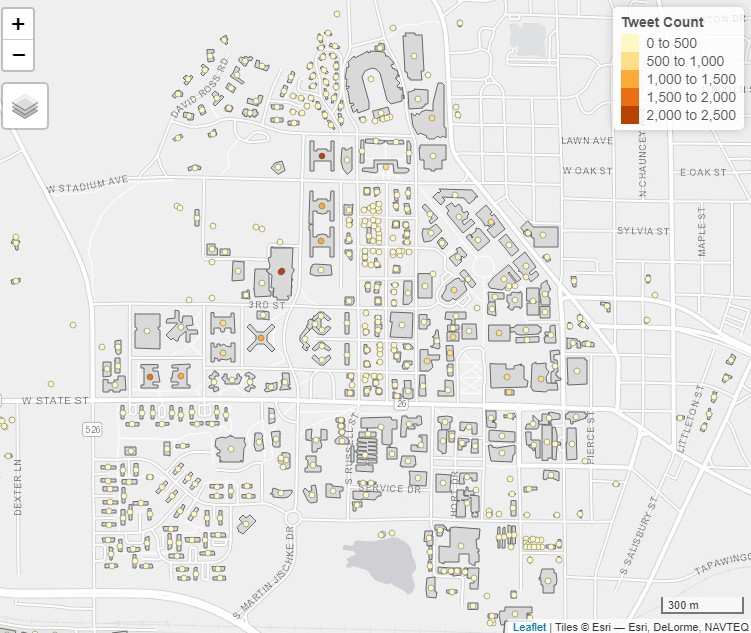 +
−
Tweet Count
0 to 500
500 to 1,000
1,000 to 1,500
1,500 to 2,000
2,000 to 2,500
DAVID ROSS RD
W STADIUM AVE
LAWN AVE
W OAK ST
E OAK ST
N CHAUNCEY
SYLVIA ST
MAPLE ST
3RD ST
W STATE ST
26
526
DEXTER LN
S RUSSELL ST
SERVICE DR
PIERCE ST
LITTLETON ST
S SALISBURY ST
TAPAWINGO
S MARTIN JISCHKE DR
300 m
Leaflet | Tiles © Esri — Esri, DeLorme, NAVTEQ